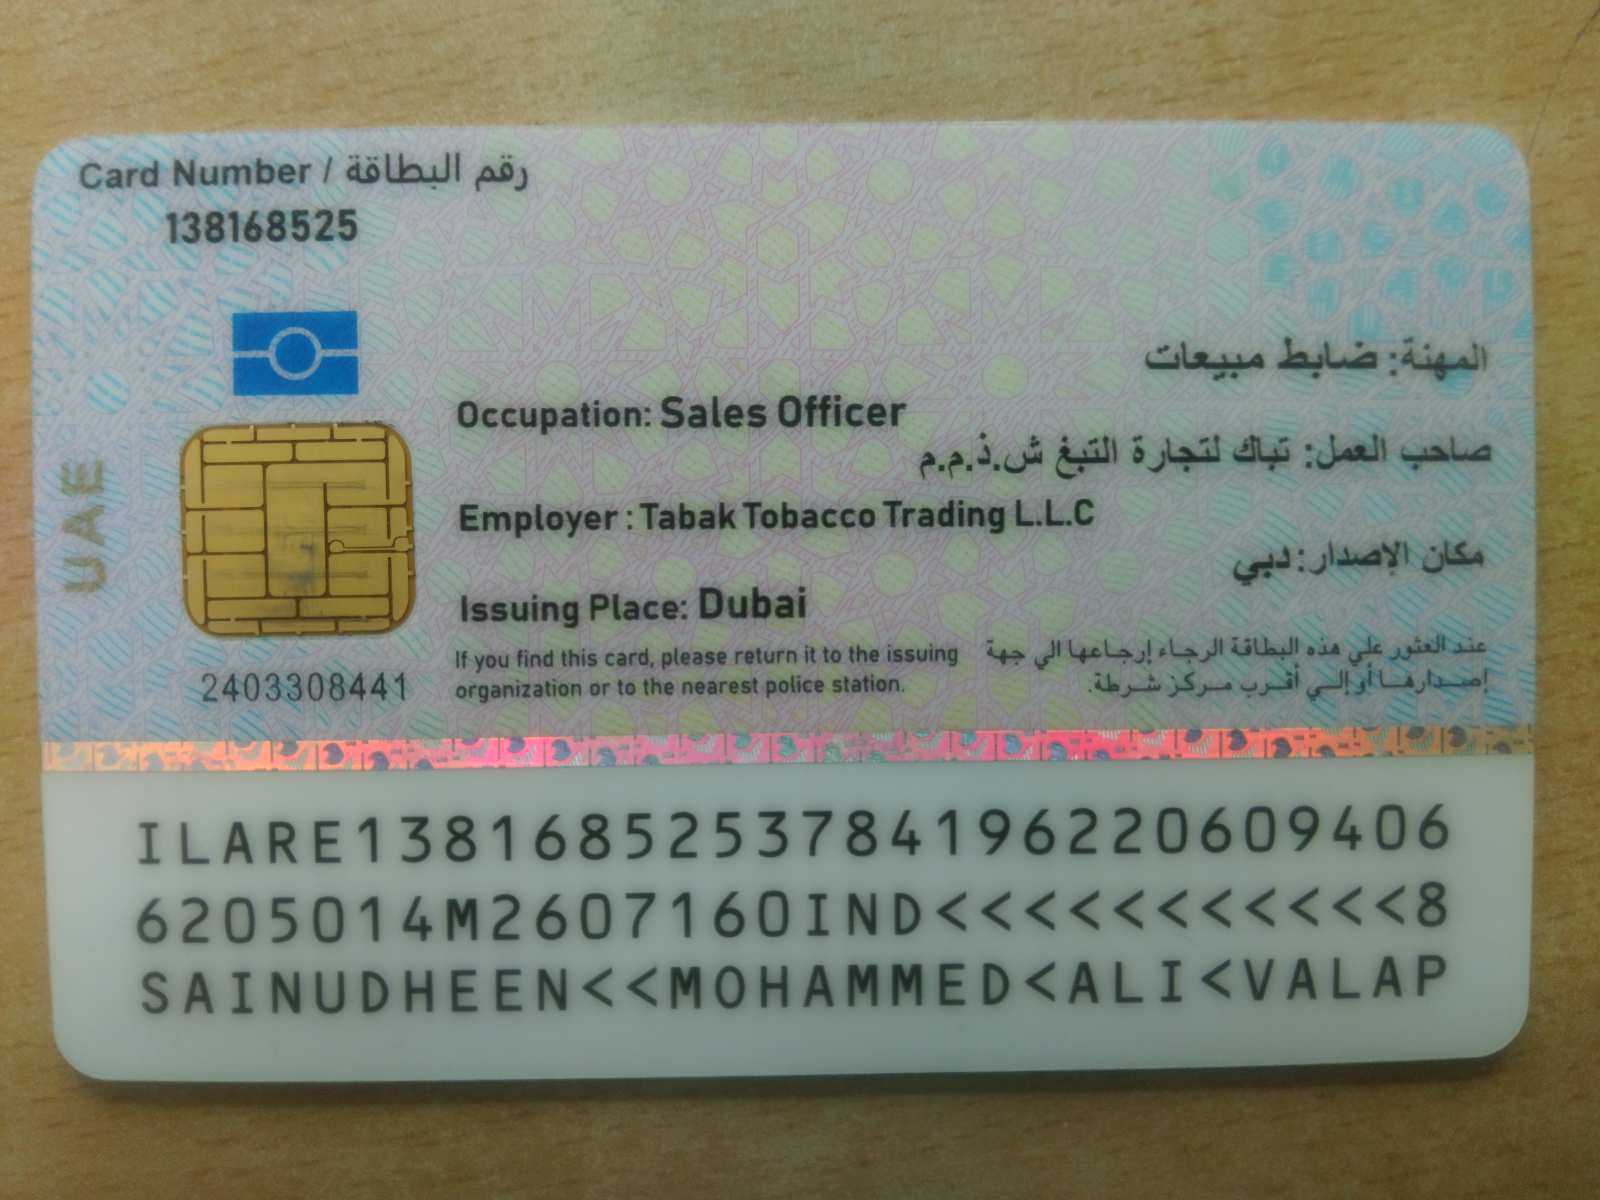 Card Number / رقم البطاقة
138168525
المهنة: ضابط مبيعات
Occupation: Sales Officer
صاحب العمل: تباك لتجارة التبغ ش.ذ.م.م
Employer : Tabak Tobacco Trading L.L.C
مكان الإصدار: دبي
Issuing Place: Dubai
UAE
If you find this card, please return it to the issuing
organization or to the nearest police station.
عند العثور علي هذه البطاقة الرجاء إرجاعها الي جهة
إصدارها أو إلي أقرب مركز شرطة.
2403308441
ILARE1381685253784196220609406
6205014M2607160IND<<<<<<<<<<<8
SAINUDHEEN<<MOHAMMED<ALI<VALAP